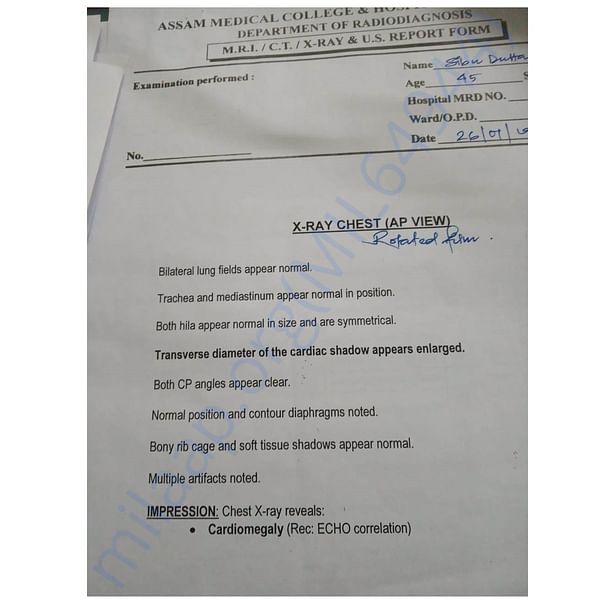 ASSAM MEDICAL COLLEGE &
DEPARTMENT OF RADIODIAGNOSIS
M.R.I. / C.T. / X-RAY & U.S. REPORT FORM
Examination performed :
Name Sibu Dutta
Age 45 S
Hospital MRD NO.
Ward/O.P.D.
Date 26/07/
No.
X-RAY CHEST (AP VIEW)
Rotated film .
Bilateral lung fields appear normal.
Trachea and mediastinum appear normal in position.
Both hila appear normal in size and are symmetrical.
Transverse diameter of the cardiac shadow appears enlarged.
Both CP angles appear clear.
Normal position and contour diaphragms noted.
Bony rib cage and soft tissue shadows appear normal.
Multiple artifacts noted.
IMPRESSION: Chest X-ray reveals:
• Cardiomegaly (Rec: ECHO correlation)
milaap.org